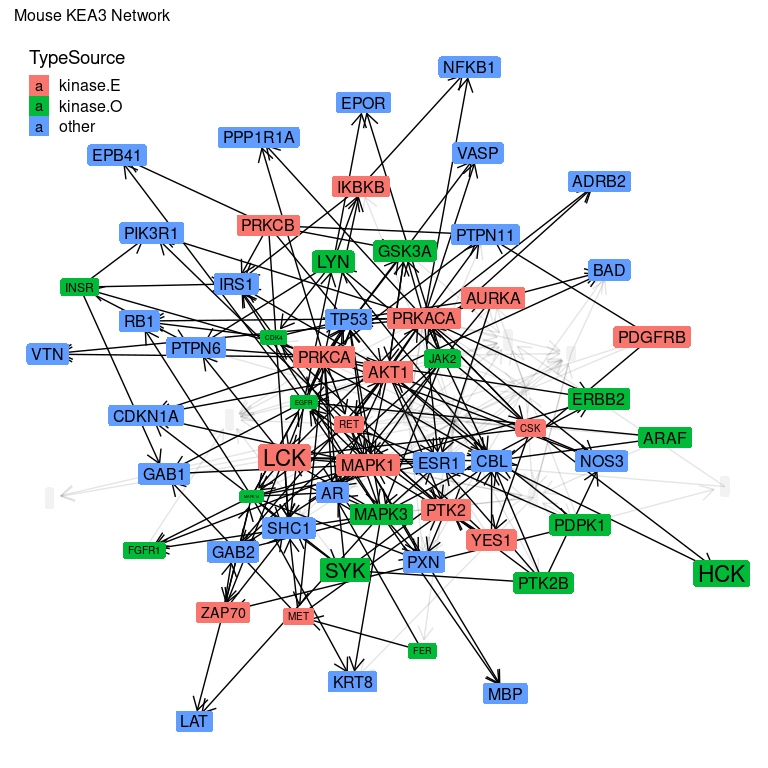 Mouse KEA3 Network
TypeSource
a kinase.E
a kinase.O
a other
NFKB1
EPOR
PPP1R1A
EPB41
VASP
ADRB2
IKBKB
PRKCB
PIK3R1
PTPN11
LYN
GSK3A
BAD
INSR
IRS1
AURKA
RB1
TP53
PRKACA
CDK4
PDGFRB
VTN
PTPN6
PRKCA
JAK2
AKT1
EGFR
ERBB2
CDKN1A
RET
CSK
ARAF
LCK
MAPK1
ESR1
CBL
NOS3
GAB1
AR
MAPK3
PTK2
SHC1
PDPK1
YES1
FGFR1
GAB2
PXN
SYK
HCK
PTK2B
ZAP70
MET
FER
KRT8
MBP
LAT